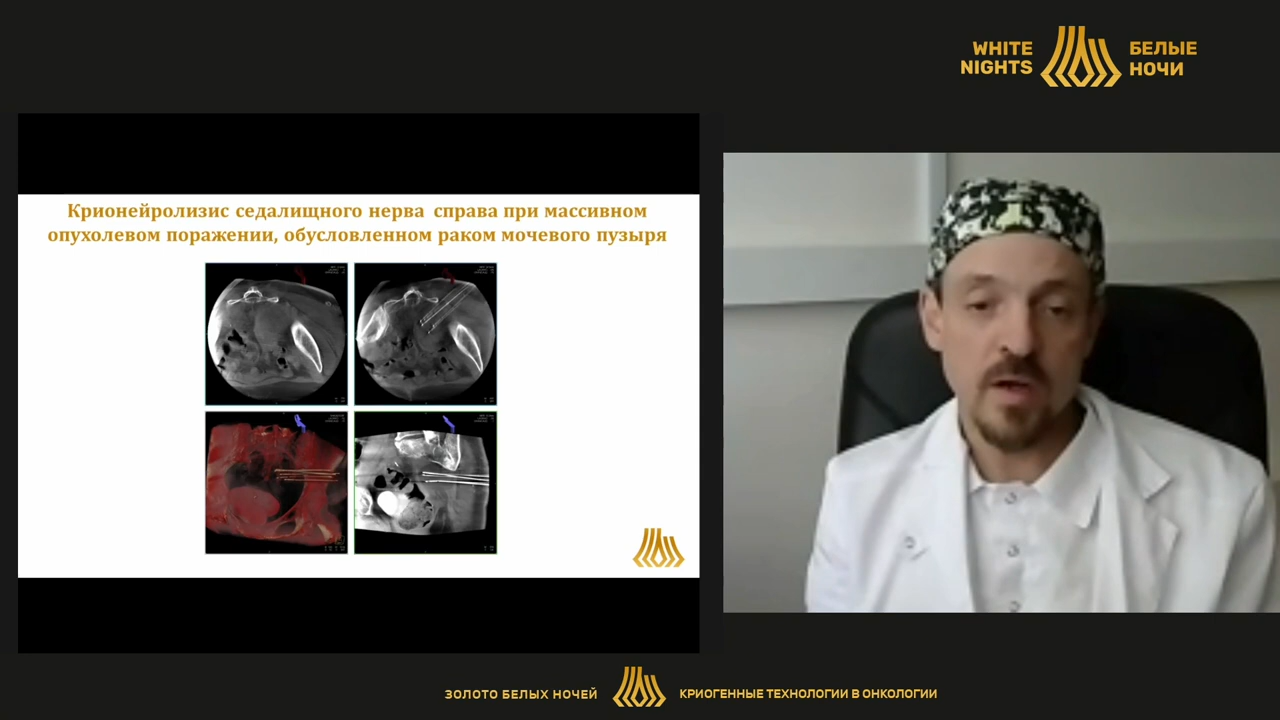 WHITE
NIGHTS
БЕЛЫЕ
НОЧИ
Крионейролизис седалищного нерва справа при массивном
опухолевом поражении, обусловленном раком мочевого пузыря
ЗОЛОТО БЕЛЫХ НОЧЕЙ
КРИОГЕННЫЕ ТЕХНОЛОГИИ В ОНКОЛОГИИ